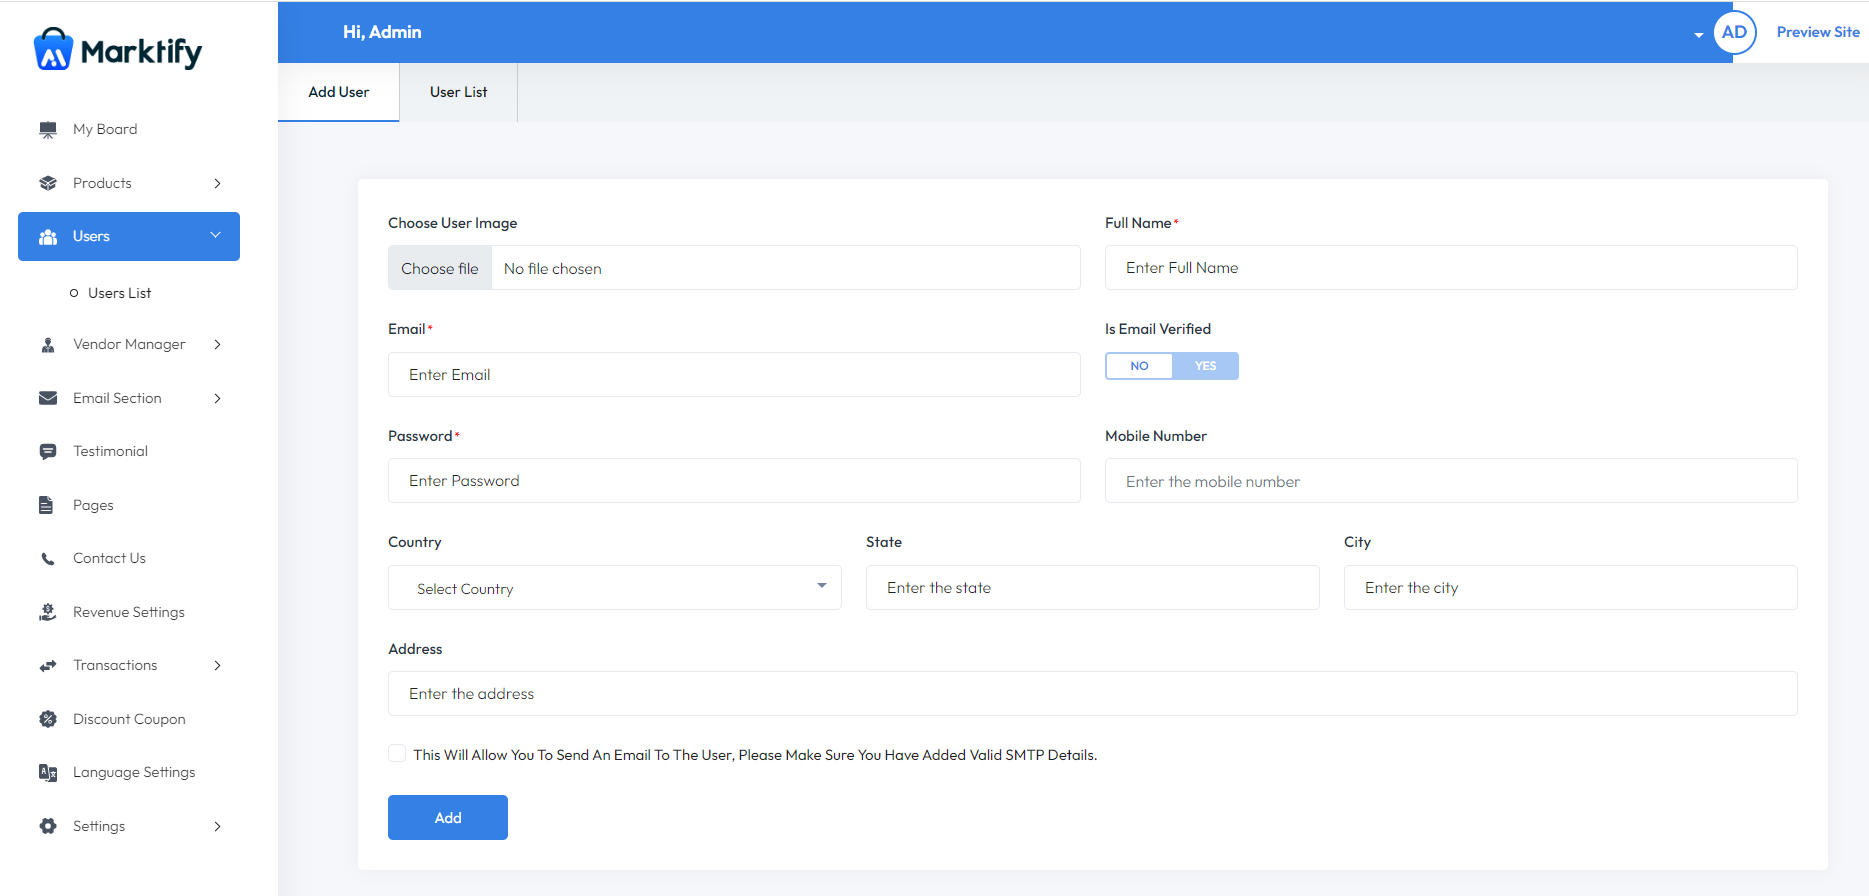 Marktify
Hi, Admin
AD
Preview Site
Add User
User List
My Board
Products
Users
Users List
Vendor Manager
Email Section
Testimonial
Pages
Contact Us
Revenue Settings
Transactions
Discount Coupon
Language Settings
Settings
Choose User Image
Full Name*
Choose file No file chosen
Enter Full Name
Email*
Is Email Verified
Enter Email
NO YES
Password*
Mobile Number
Enter Password
Enter the mobile number
Country
State
City
Select Country
Enter the state
Enter the city
Address
Enter the address
This Will Allow You To Send An Email To The User, Please Make Sure You Have Added Valid SMTP Details.
Add